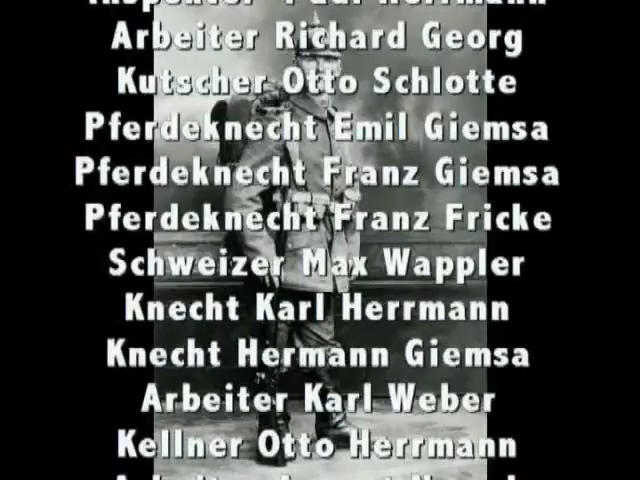 Arbeiter Richard Georg
Kutscher Otto Schlotte
Pferdeknecht Emil Giemsa
Pferdeknecht Franz Giemsa
Pferdeknecht Franz Fricke
Schweizer Max Wappler
Knecht Karl Herrmann
Knecht Hermann Giemsa
Arbeiter Karl Weber
Kellner Otto Herrmann